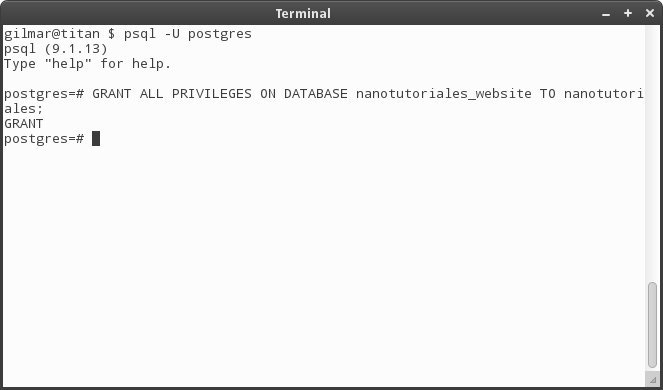 Terminal
gilmar@titan $ psql -U postgres
psql (9.1.13)
Type "help" for help.
postgres=# GRANT ALL PRIVILEGES ON DATABASE nanotutoriales_website TO nanotutori
ales;
GRANT
postgres=#